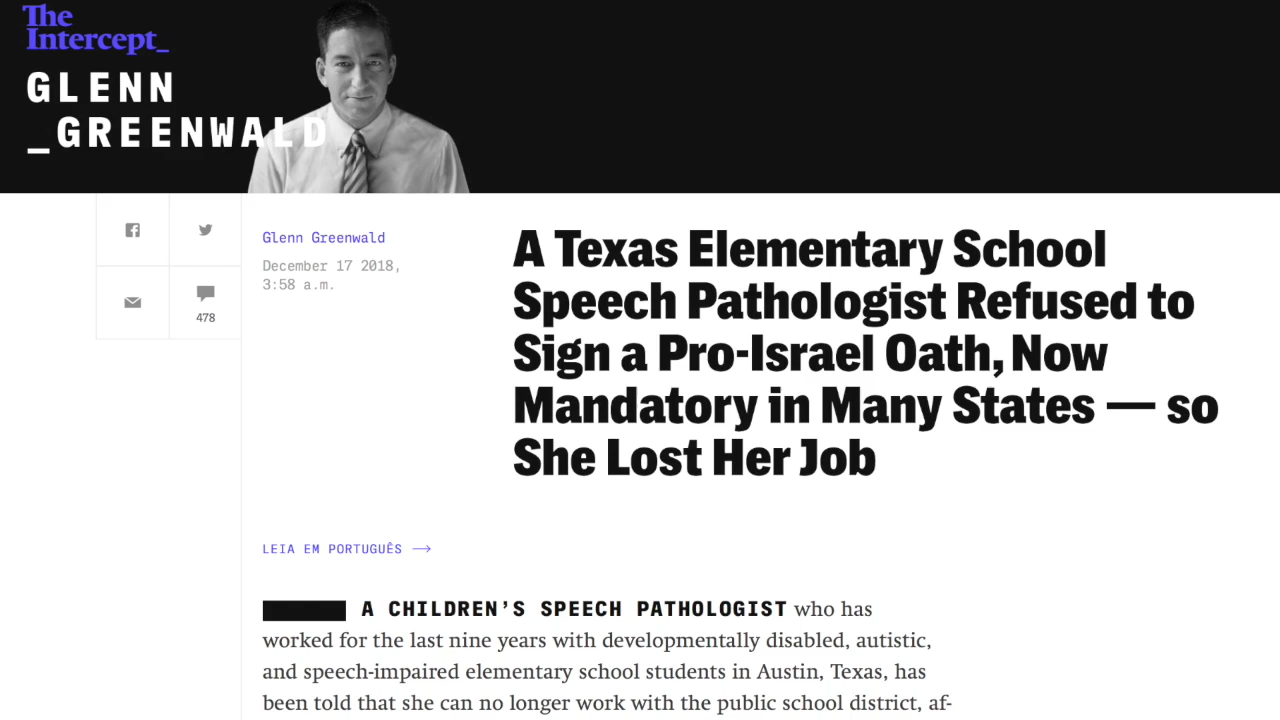 The
Intercept_
GLENN
_GREENWALD
Glenn Greenwald
December 17 2018,
3:58 a.m.
478
A Texas Elementary School
Speech Pathologist Refused to
Sign a Pro-Israel Oath, Now
Mandatory in Many States — so
She Lost Her Job
LEIA EM PORTUGUÊS →
A CHILDREN’S SPEECH PATHOLOGIST who has
worked for the last nine years with developmentally disabled, autistic,
and speech-impaired elementary school students in Austin, Texas, has
been told that she can no longer work with the public school district, af-